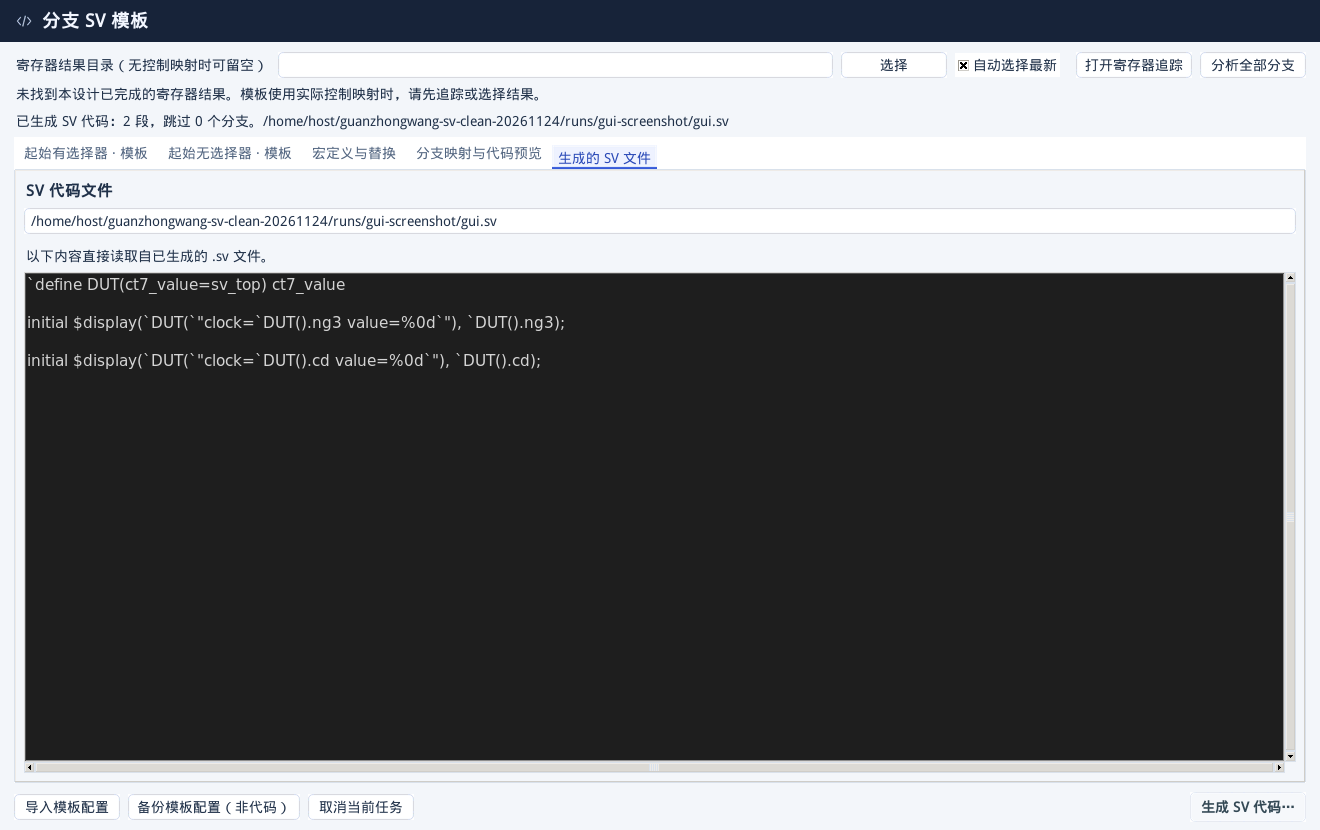 </> 分支 SV 模板
寄存器结果目录（无控制映射时可留空） 选择 自动选择最新 打开寄存器追踪 分析全部分支
未找到本设计已完成的寄存器结果。模板使用实际控制映射时，请先追踪或选择结果。
已生成 SV 代码：2 段，跳过 0 个分支。/home/host/guanzhongwang-sv-clean-20261124/runs/gui-screenshot/gui.sv
起始有选择器 · 模板 起始无选择器 · 模板 宏定义与替换 分支映射与代码预览 生成的 SV 文件
SV 代码文件
/home/host/guanzhongwang-sv-clean-20261124/runs/gui-screenshot/gui.sv
以下内容直接读取自已生成的 .sv 文件。
`define DUT(ct7_value=sv_top) ct7_value
initial $display(`DUT(`"clock=`DUT().ng3 value=%0d`"), `DUT().ng3);
initial $display(`DUT(`"clock=`DUT().cd value=%0d`"), `DUT().cd);
导入模板配置 备份模板配置（非代码） 取消当前任务 生成 SV 代码…